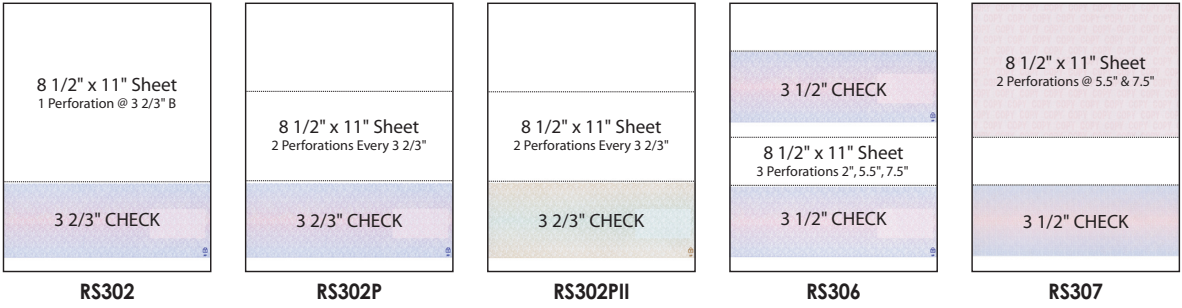 8 1/2" x 11" Sheet
1 Perforation @ 3 2/3" B
3 2/3" CHECK
RS302
8 1/2" x 11" Sheet
2 Perforations Every 3 2/3"
3 2/3" CHECK
RS302P
8 1/2" x 11" Sheet
2 Perforations Every 3 2/3"
3 2/3" CHECK
RS302PII
3 1/2" CHECK
8 1/2" x 11" Sheet
3 Perforations 2", 5.5", 7.5"
3 1/2" CHECK
RS306
8 1/2" x 11" Sheet
2 Perforations @ 5.5" & 7.5"
3 1/2" CHECK
RS307